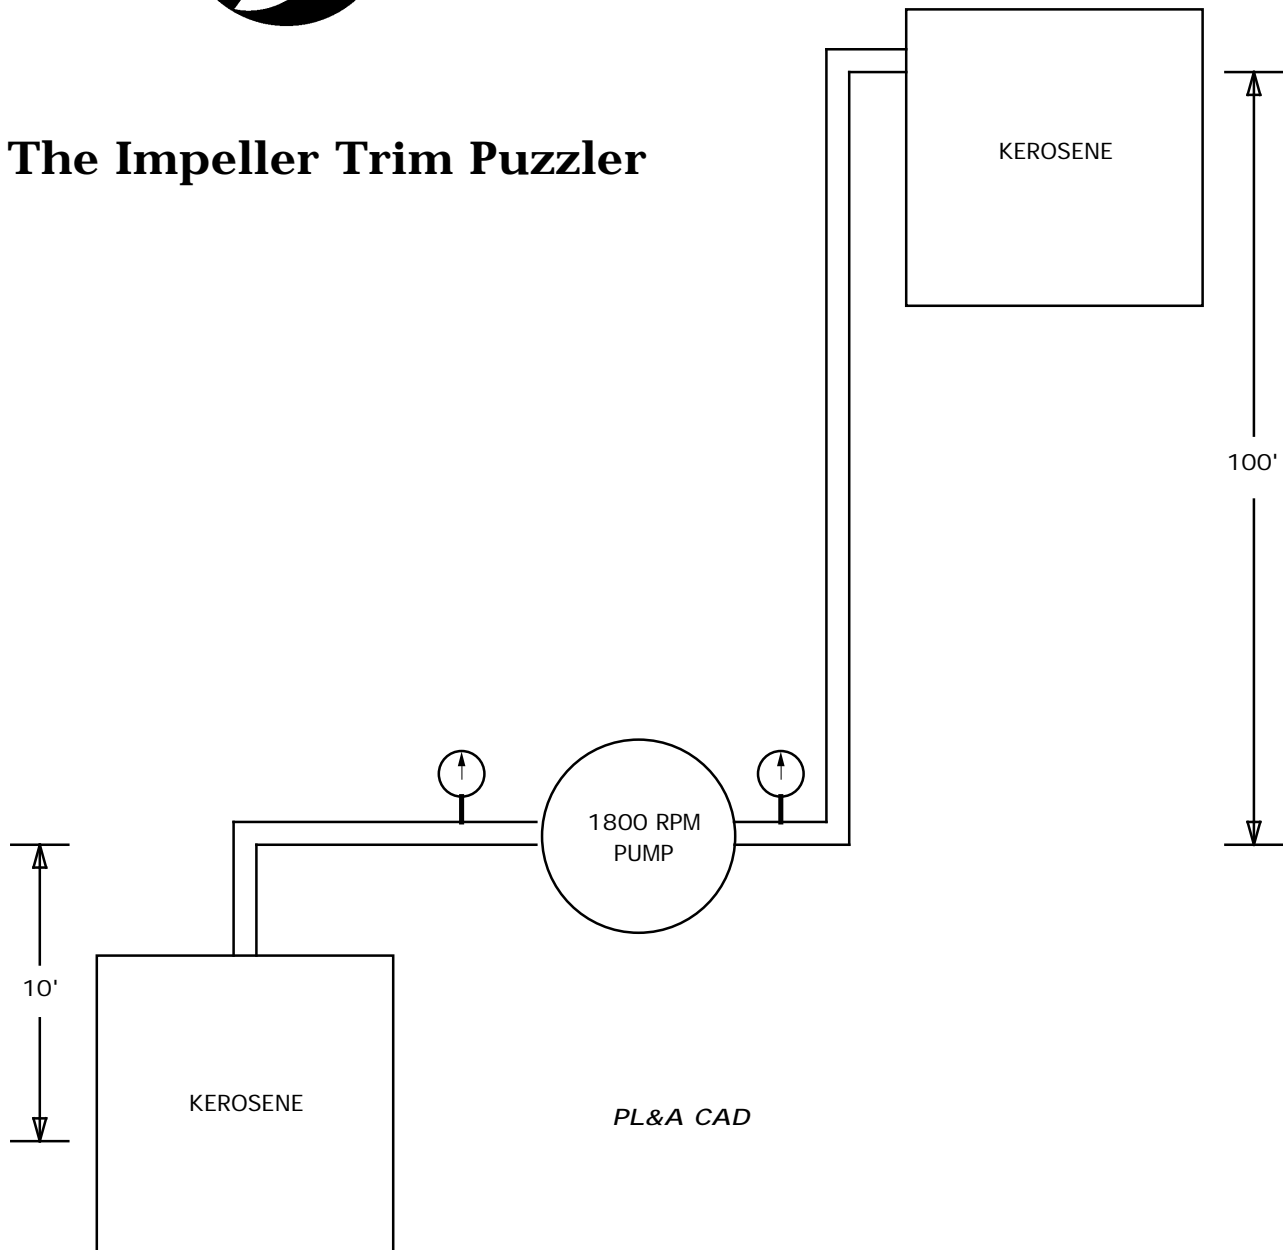 The Impeller Trim Puzzler
KEROSENE
100'
1800 RPM
PUMP
10'
KEROSENE
PL&A CAD